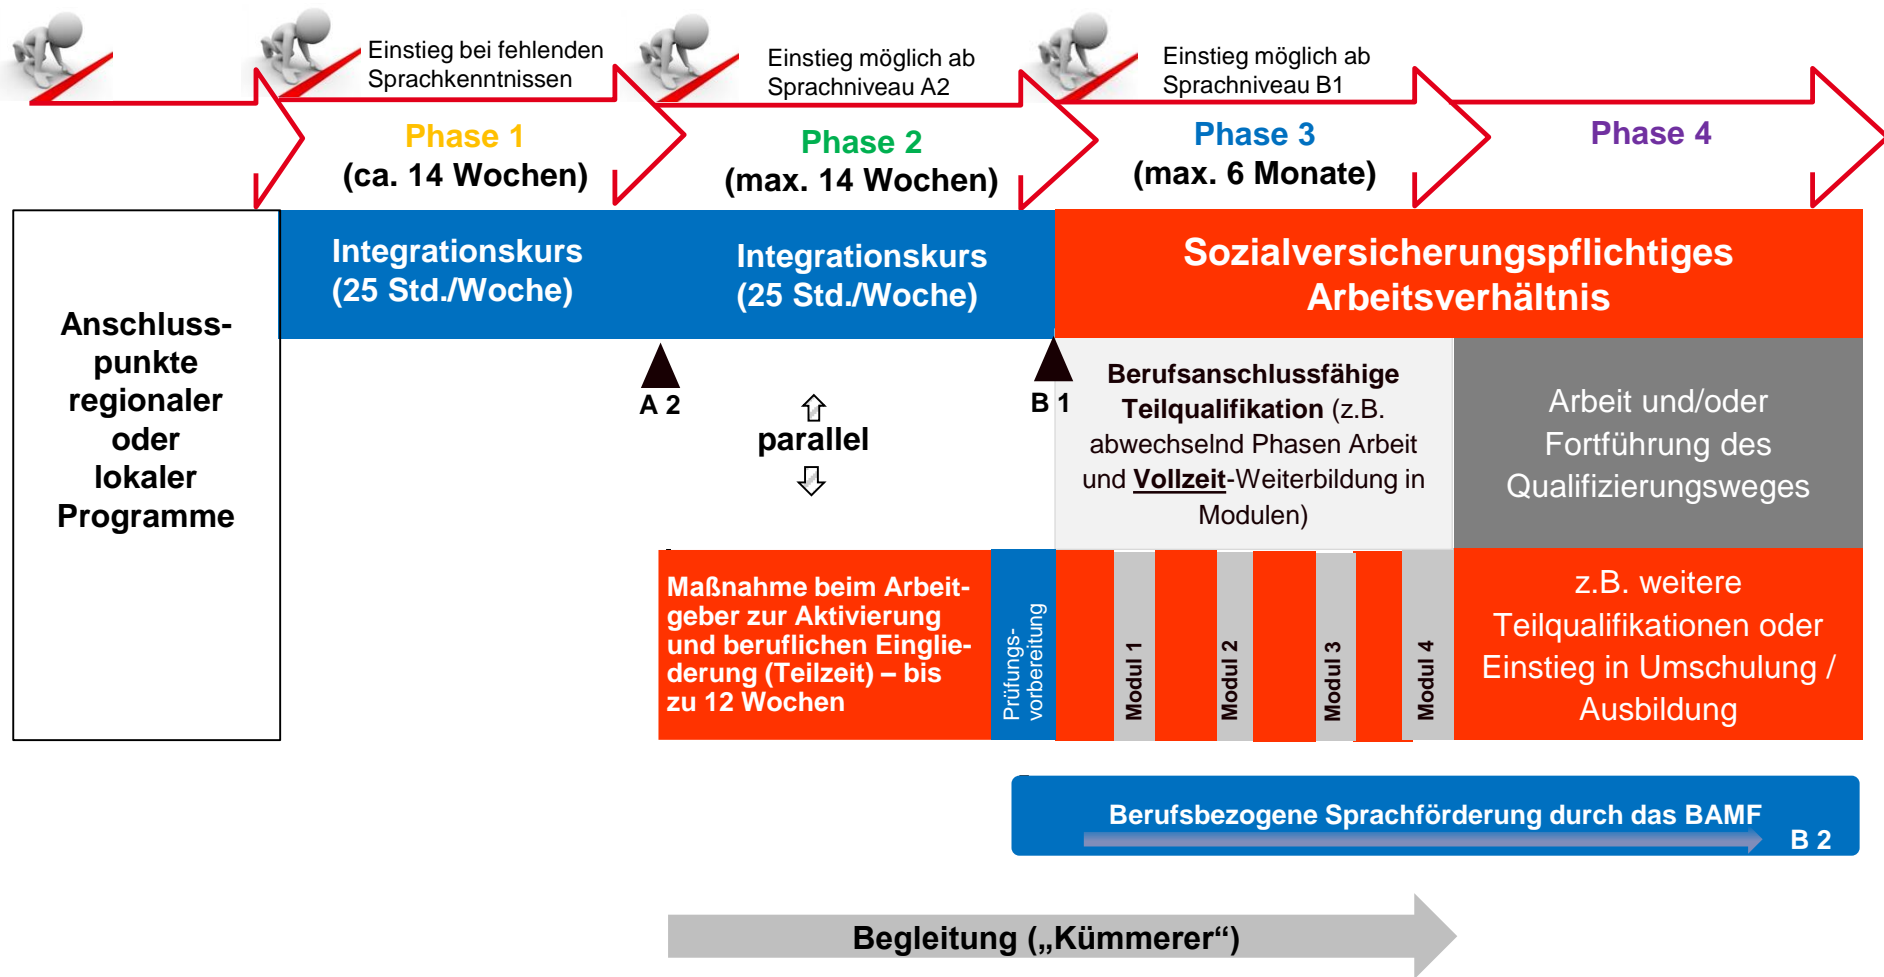 Einstieg bei fehlenden
Sprachkenntnissen
Einstieg möglich ab
Sprachniveau A2
Einstieg möglich ab
Sprachniveau B1
Phase 1
(ca. 14 Wochen)
Phase 2
(max. 14 Wochen)
Phase 3
(max. 6 Monate)
Phase 4
Anschluss-
punkte
regionaler
oder
lokaler
Programme
Integrationskurs
(25 Std./Woche)
Integrationskurs
(25 Std./Woche)
Sozialversicherungspflichtiges
Arbeitsverhältnis
A 2
parallel
B 1
Berufsanschlussfähige
Teilqualifikation (z.B.
abwechselnd Phasen Arbeit
und Vollzeit-Weiterbildung in
Modulen)
Arbeit und/oder
Fortführung des
Qualifizierungsweges
Maßnahme beim Arbeit-
geber zur Aktivierung
und beruflichen Einglie-
derung (Teilzeit) – bis
zu 12 Wochen
Prüfungs-
vorbereitung
Modul 1
Modul 2
Modul 3
Modul 4
z.B. weitere
Teilqualifikationen oder
Einstieg in Umschulung /
Ausbildung
Berufsbezogene Sprachförderung durch das BAMF
B 2
Begleitung („Kümmerer“)